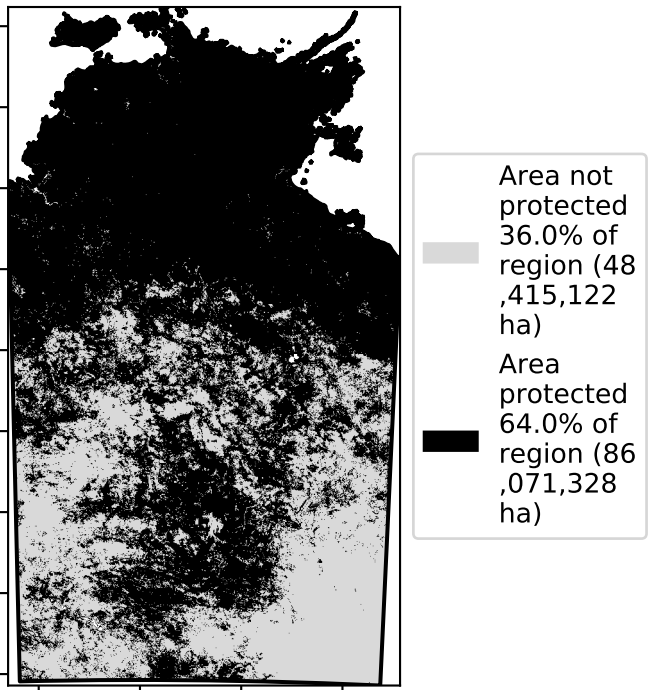 Area not
protected
36.0% of
region (48
,415,122
ha)
Area
protected
64.0% of
region (86
,071,328
ha)